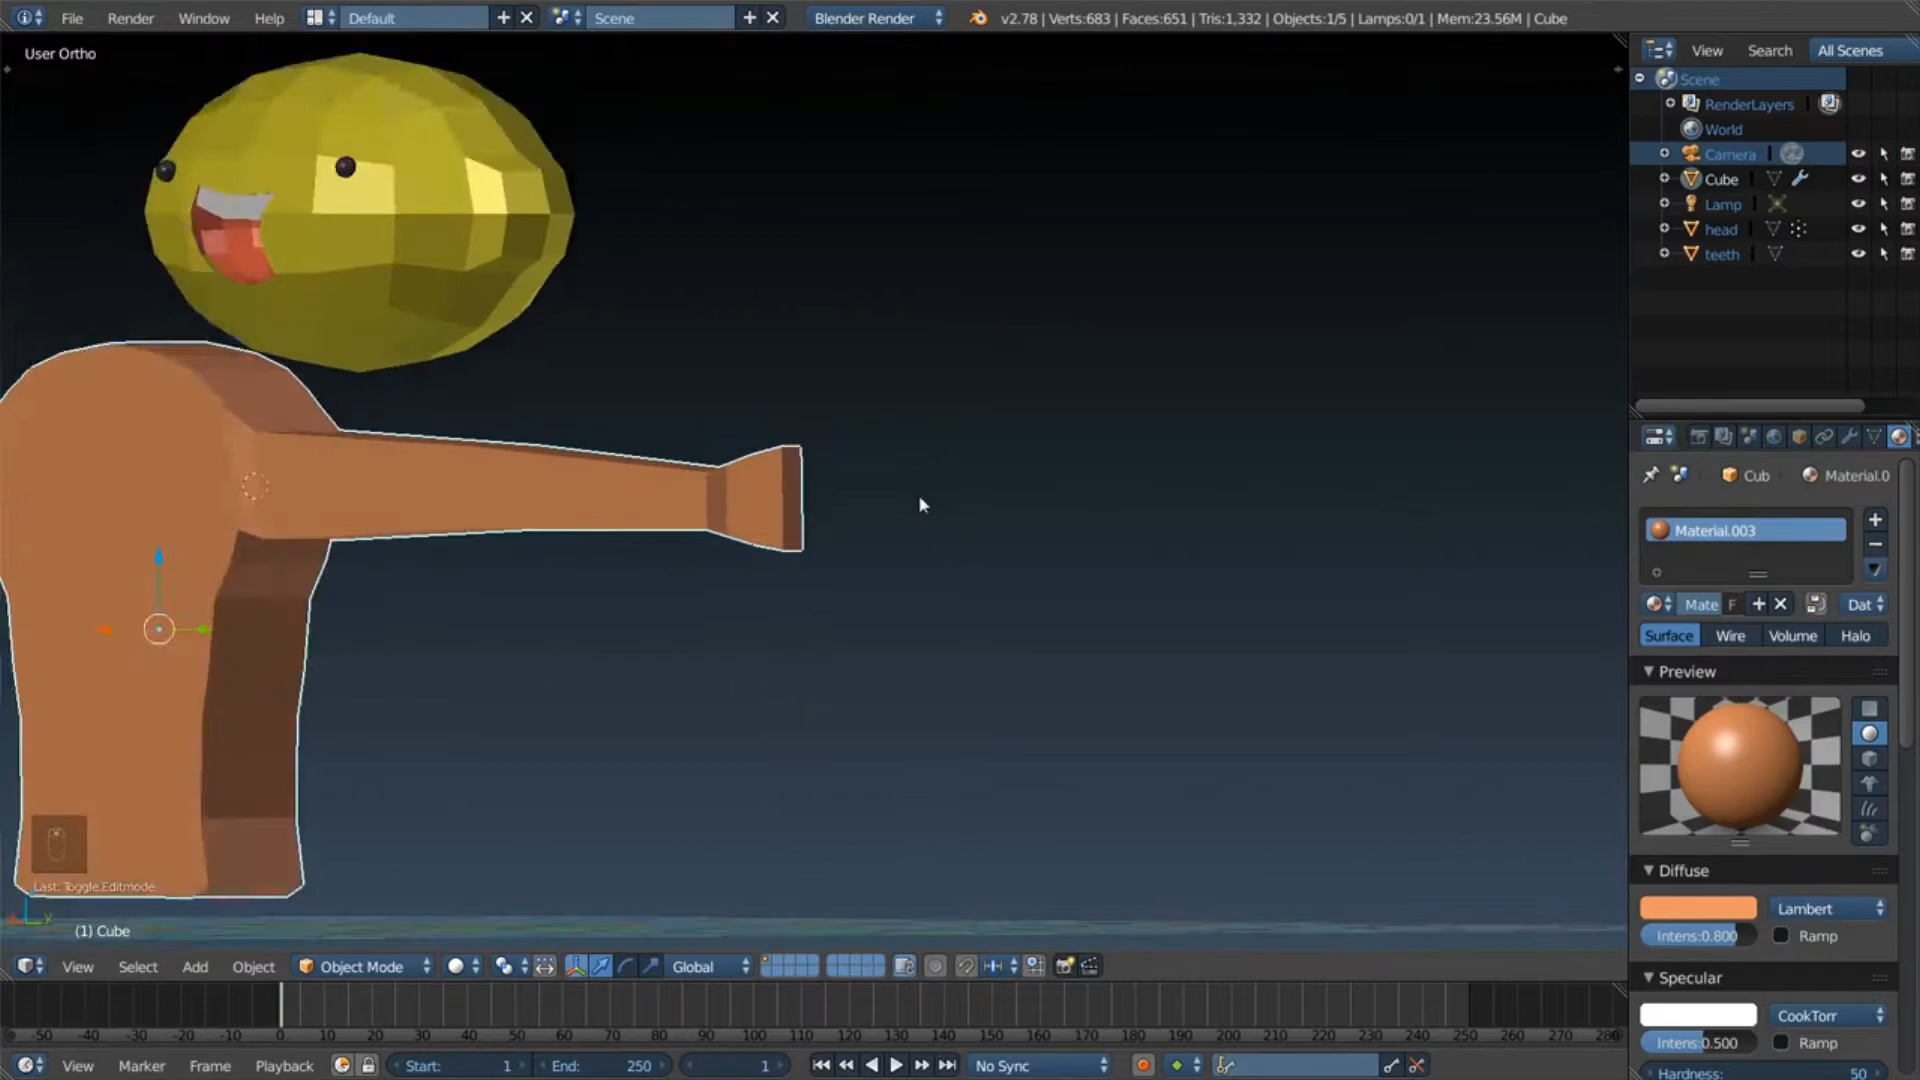 File Render Window Help Default Scene Blender Render v2.78 | Verts:683 | Faces:651 | Tris:1,332 | Objects:1/5 | Lamps:0/1 | Mem:23.56M | Cube
User Ortho
View Search All Scenes
Scene
RenderLayers
World
Camera
Cube
Lamp
head
teeth
Cub Material.0
Material.003
Mate F Dat
Surface Wire Volume Halo
Preview
Diffuse
Lambert
Intens:0.800 Ramp
Specular
CookTorr
Intens:0.500 Ramp
Hardness: 50
Last: Toggle Editmode
y
(1) Cube
View Select Add Object Object Mode Global
-50 -40 -30 -20 -10 0 10 20 30 40 50 60 70 80 90 100 110 120 130 140 150 160 170 180 190 200 210 220 230 240 250 260 270 280
View Marker Frame Playback Start: 1 End: 250 1 No Sync